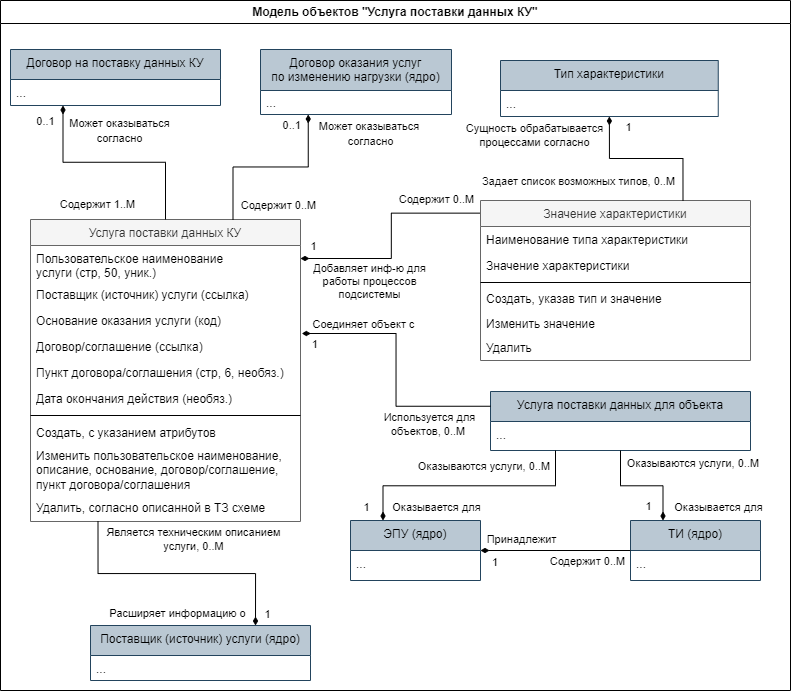 Модель объектов "Услуга поставки данных КУ"
Договор на поставку данных КУ
...
Договор оказания услуг
по изменению нагрузки (ядро)
...
Тип характеристики
...
0..1
Может оказываться
согласно
0..1
Может оказываться
согласно
Сущность обрабатывается
процессами согласно
1
Содержит 1..М
Содержит 0..М
Содержит 0..М
Задает список возможных типов, 0..М
Услуга поставки данных КУ
Пользовательское наименование
услуги (стр, 50, уник.)
Поставщик (источник) услуги (ссылка)
Основание оказания услуги (код)
Договор/соглашение (ссылка)
Пункт договора/соглашения (стр, 6, необяз.)
Дата окончания действия (необяз.)
Создать, с указанием атрибутов
Изменить пользовательское наименование,
описание, основание, договор/соглашение,
пункт договора/соглашения
Удалить, согласно описанной в ТЗ схеме
1
Добавляет инф-ю для
работы процессов
подсистемы
Значение характеристики
Наименование типа характеристики
Значение характеристики
Создать, указав тип и значение
Изменить значение
Удалить
Соединяет объект с
1
Используется для
объектов, 0..М
Услуга поставки данных для объекта
...
Оказываются услуги, 0..М
Оказываются услуги, 0..М
1
Оказывается для
1
Оказывается для
ЭПУ (ядро)
...
Принадлежит
1
Содержит 0..М
ТИ (ядро)
...
Является техническим описанием
услуги, 0..М
Расширяет информацию о
1
Поставщик (источник) услуги (ядро)
...